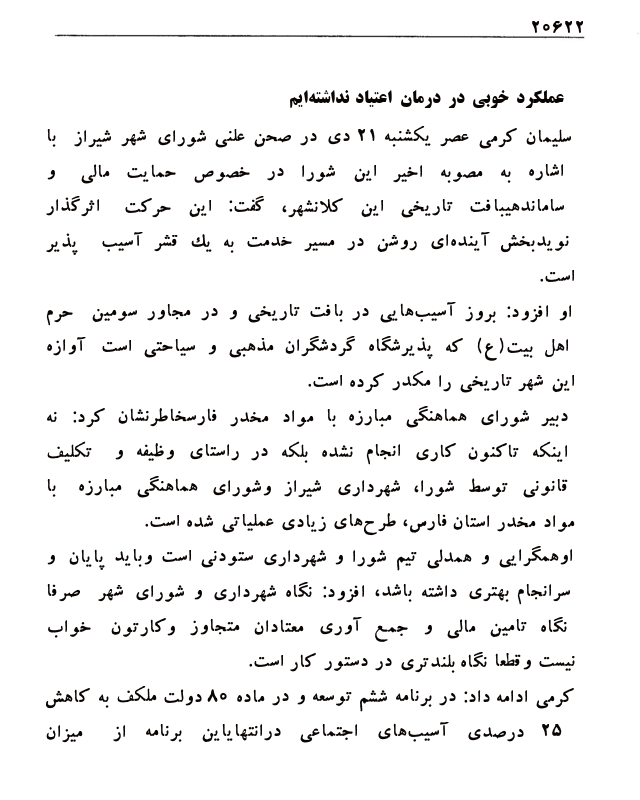 ۲۰۶۲۲
عملکرد خوبی در درمان اعتیاد نداشته‌ایم
سلیمان کرمی عصر یکشنبه ۲۱ دی در صحن علنی شورای شهر شیراز با
اشاره به مصوبه اخیر این شورا در خصوص حمایت مالی و
ساماندهیبافت تاریخی این کلانشهر، گفت: این حرکت اثرگذار
نویدبخش آینده‌ای روشن در مسیر خدمت به یك قشر آسیب پذیر
است.
او افزود: بروز آسیب‌هایی در بافت تاریخی و در مجاور سومین حرم
اهل بیت(ع) که پذیرشگاه گردشگران مذهبی و سیاحتی است آوازه
این شهر تاریخی را مکدر کرده است.
دبیر شورای هماهنگی مبارزه با مواد مخدر فارسخاطرنشان کرد: نه
اینکه تاکنون کاری انجام نشده بلکه در راستای وظیفه و تکلیف
قانونی توسط شورا، شهرداری شیراز وشورای هماهنگی مبارزه با
مواد مخدر استان فارس، طرح‌های زیادی عملیاتی شده است.
اوهمگرایی و همدلی تیم شورا و شهرداری ستودنی است وباید پایان و
سرانجام بهتری داشته باشد، افزود: نگاه شهرداری و شورای شهر صرفا
نگاه تامین مالی و جمع آوری معتادان متجاوز وکارتون خواب
نیست وقطعا نگاه بلندتری در دستور کار است.
کرمی ادامه داد: در برنامه ششم توسعه و در ماده ۸۰ دولت ملکف به کاهش
۲۵ درصدی آسیب‌های اجتماعی درانتهایاین برنامه از میزان